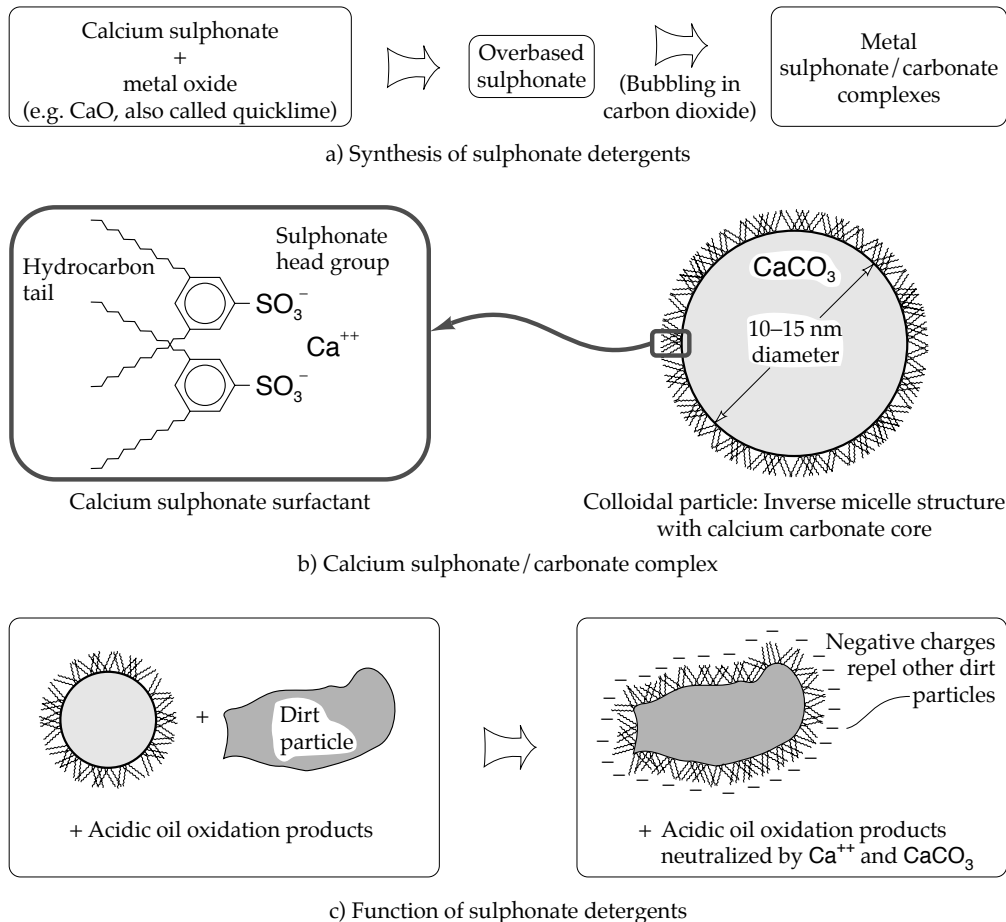 Calcium sulphonate
+
metal oxide
(e.g. CaO, also called quicklime)
Overbased
sulphonate
(Bubbling in
carbon dioxide)
Metal
sulphonate/carbonate
complexes
a) Synthesis of sulphonate detergents
Hydrocarbon
tail
Sulphonate
head group
SO₃⁻
Ca⁺⁺
SO₃⁻
Calcium sulphonate surfactant
CaCO₃
10–15 nm
diameter
Colloidal particle: Inverse micelle structure
with calcium carbonate core
b) Calcium sulphonate/carbonate complex
+
Dirt
particle
+ Acidic oil oxidation products
Negative charges
repel other dirt
particles
+ Acidic oil oxidation products
neutralized by Ca⁺⁺ and CaCO₃
c) Function of sulphonate detergents